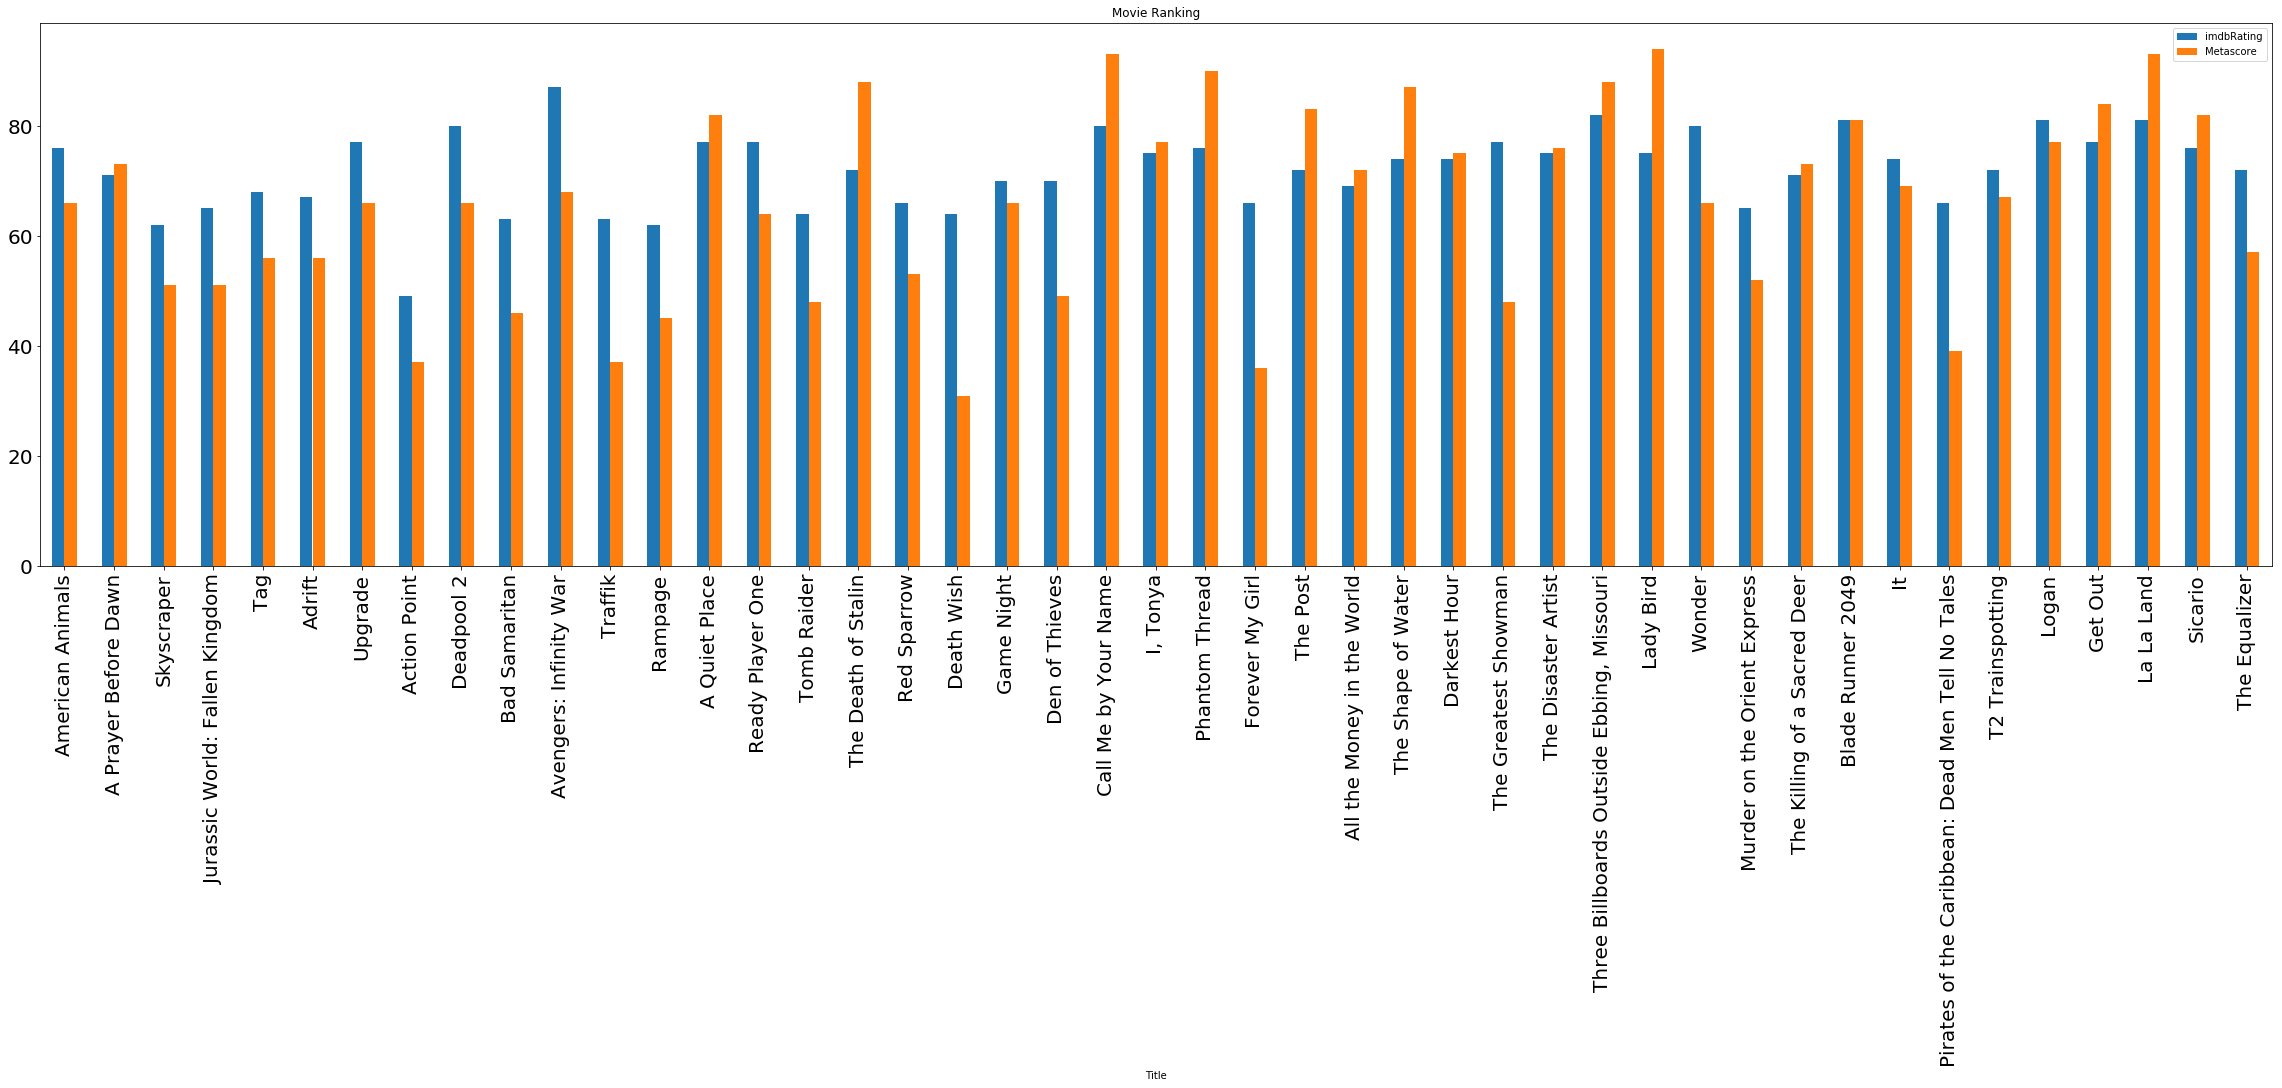 Movie Ranking
imdbRating
Metascore
80
60
40
20
0
American Animals
A Prayer Before Dawn
Skyscraper
Jurassic World: Fallen Kingdom
Tag
Adrift
Upgrade
Action Point
Deadpool 2
Bad Samaritan
Avengers: Infinity War
Traffik
Rampage
A Quiet Place
Ready Player One
Tomb Raider
The Death of Stalin
Red Sparrow
Death Wish
Game Night
Den of Thieves
Call Me by Your Name
I, Tonya
Phantom Thread
Forever My Girl
The Post
All the Money in the World
The Shape of Water
Darkest Hour
The Greatest Showman
The Disaster Artist
Three Billboards Outside Ebbing, Missouri
Lady Bird
Wonder
Murder on the Orient Express
The Killing of a Sacred Deer
Blade Runner 2049
It
Pirates of the Caribbean: Dead Men Tell No Tales
T2 Trainspotting
Logan
Get Out
La La Land
Sicario
The Equalizer
Title